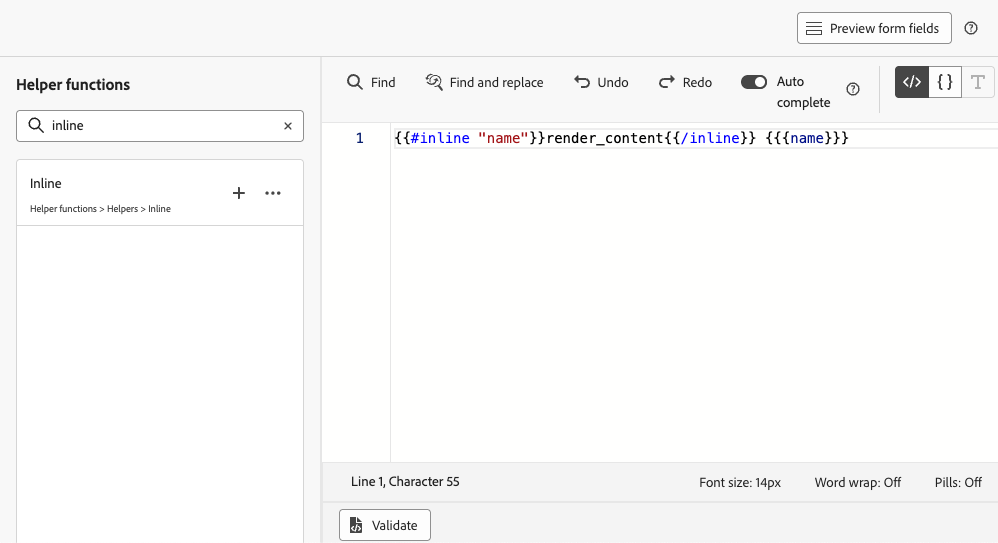 Preview form fields
Helper functions
inline
Inline
Helper functions > Helpers > Inline
Find
Find and replace
Undo
Redo
Auto
complete
</>
{ }
T
1 {{#inline "name"}}render_content{{/inline}} {{{name}}}
Line 1, Character 55
Font size: 14px
Word wrap: Off
Pills: Off
Validate